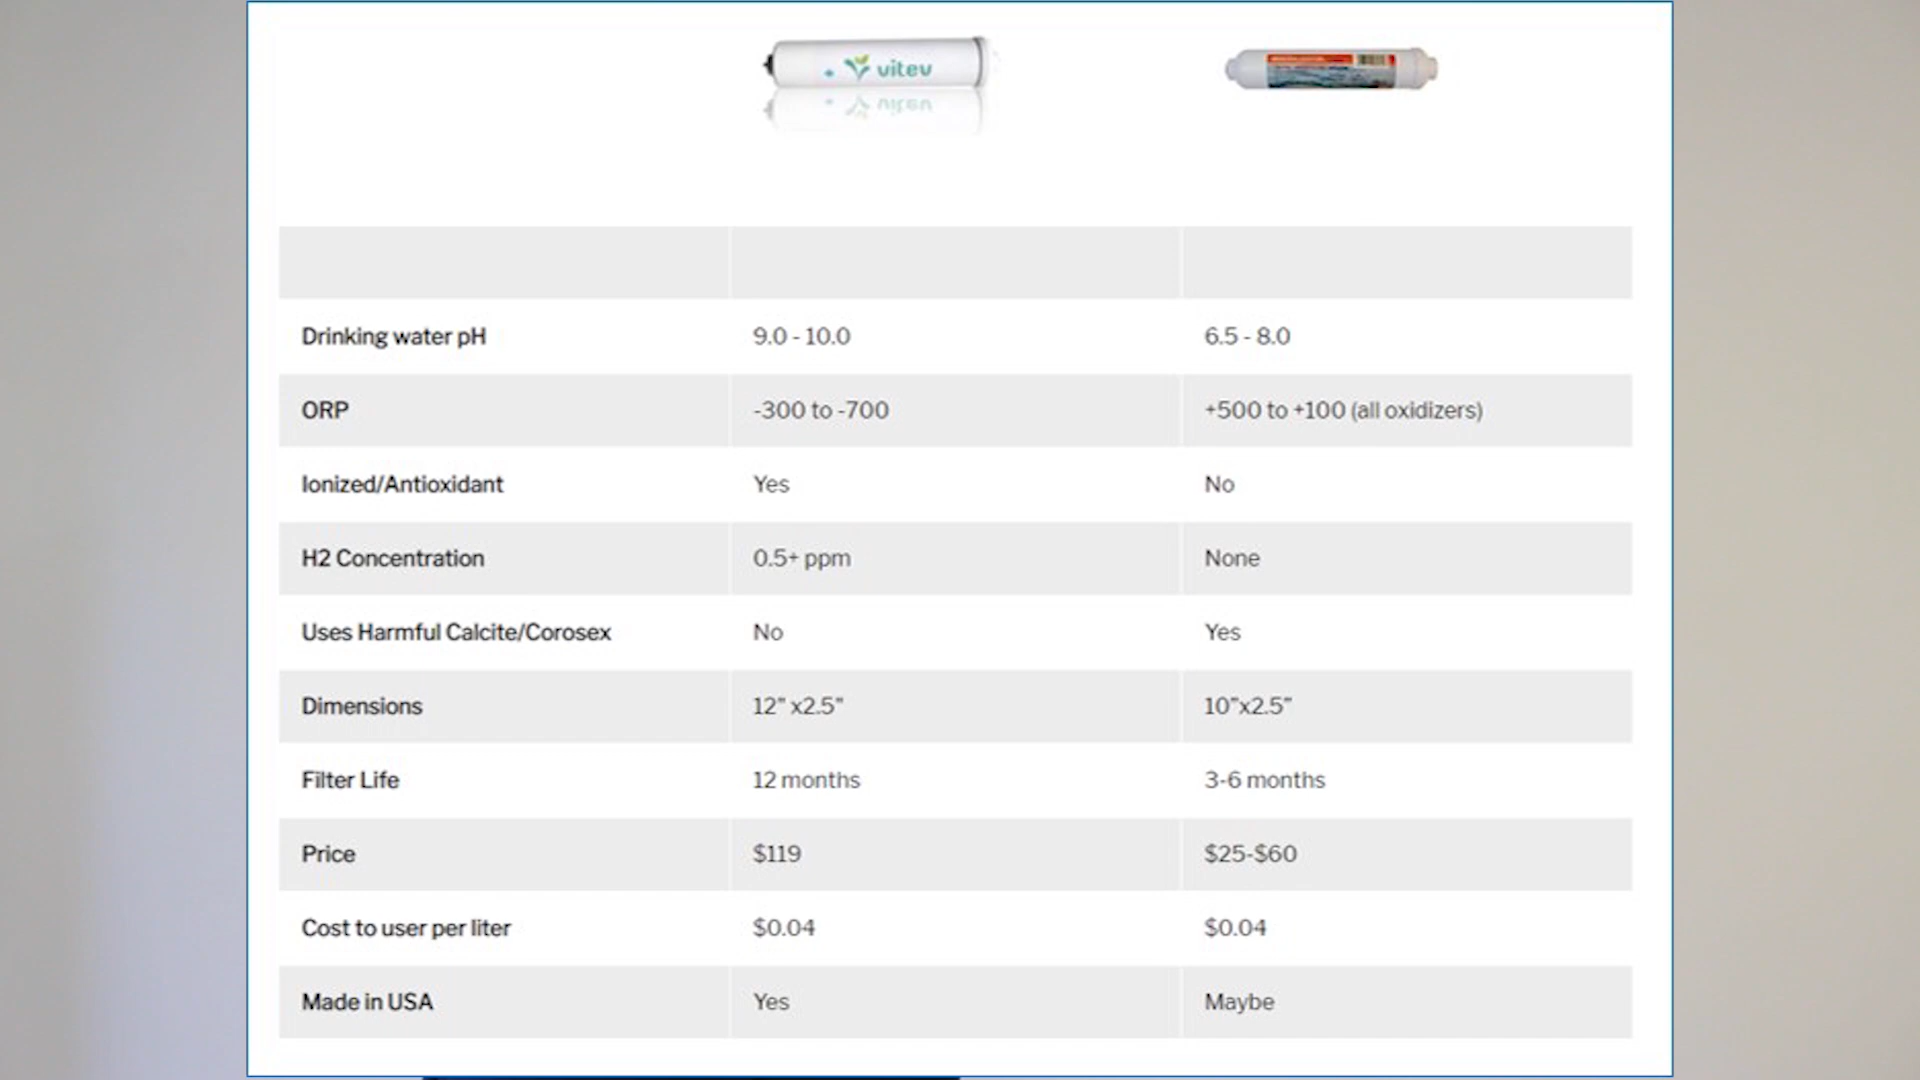 vitev
Drinking water pH 9.0 - 10.0 6.5 - 8.0
ORP -300 to -700 +500 to +100 (all oxidizers)
Ionized/Antioxidant Yes No
H2 Concentration 0.5+ ppm None
Uses Harmful Calcite/Corosex No Yes
Dimensions 12" x2.5" 10"x2.5"
Filter Life 12 months 3-6 months
Price $119 $25-$60
Cost to user per liter $0.04 $0.04
Made in USA Yes Maybe